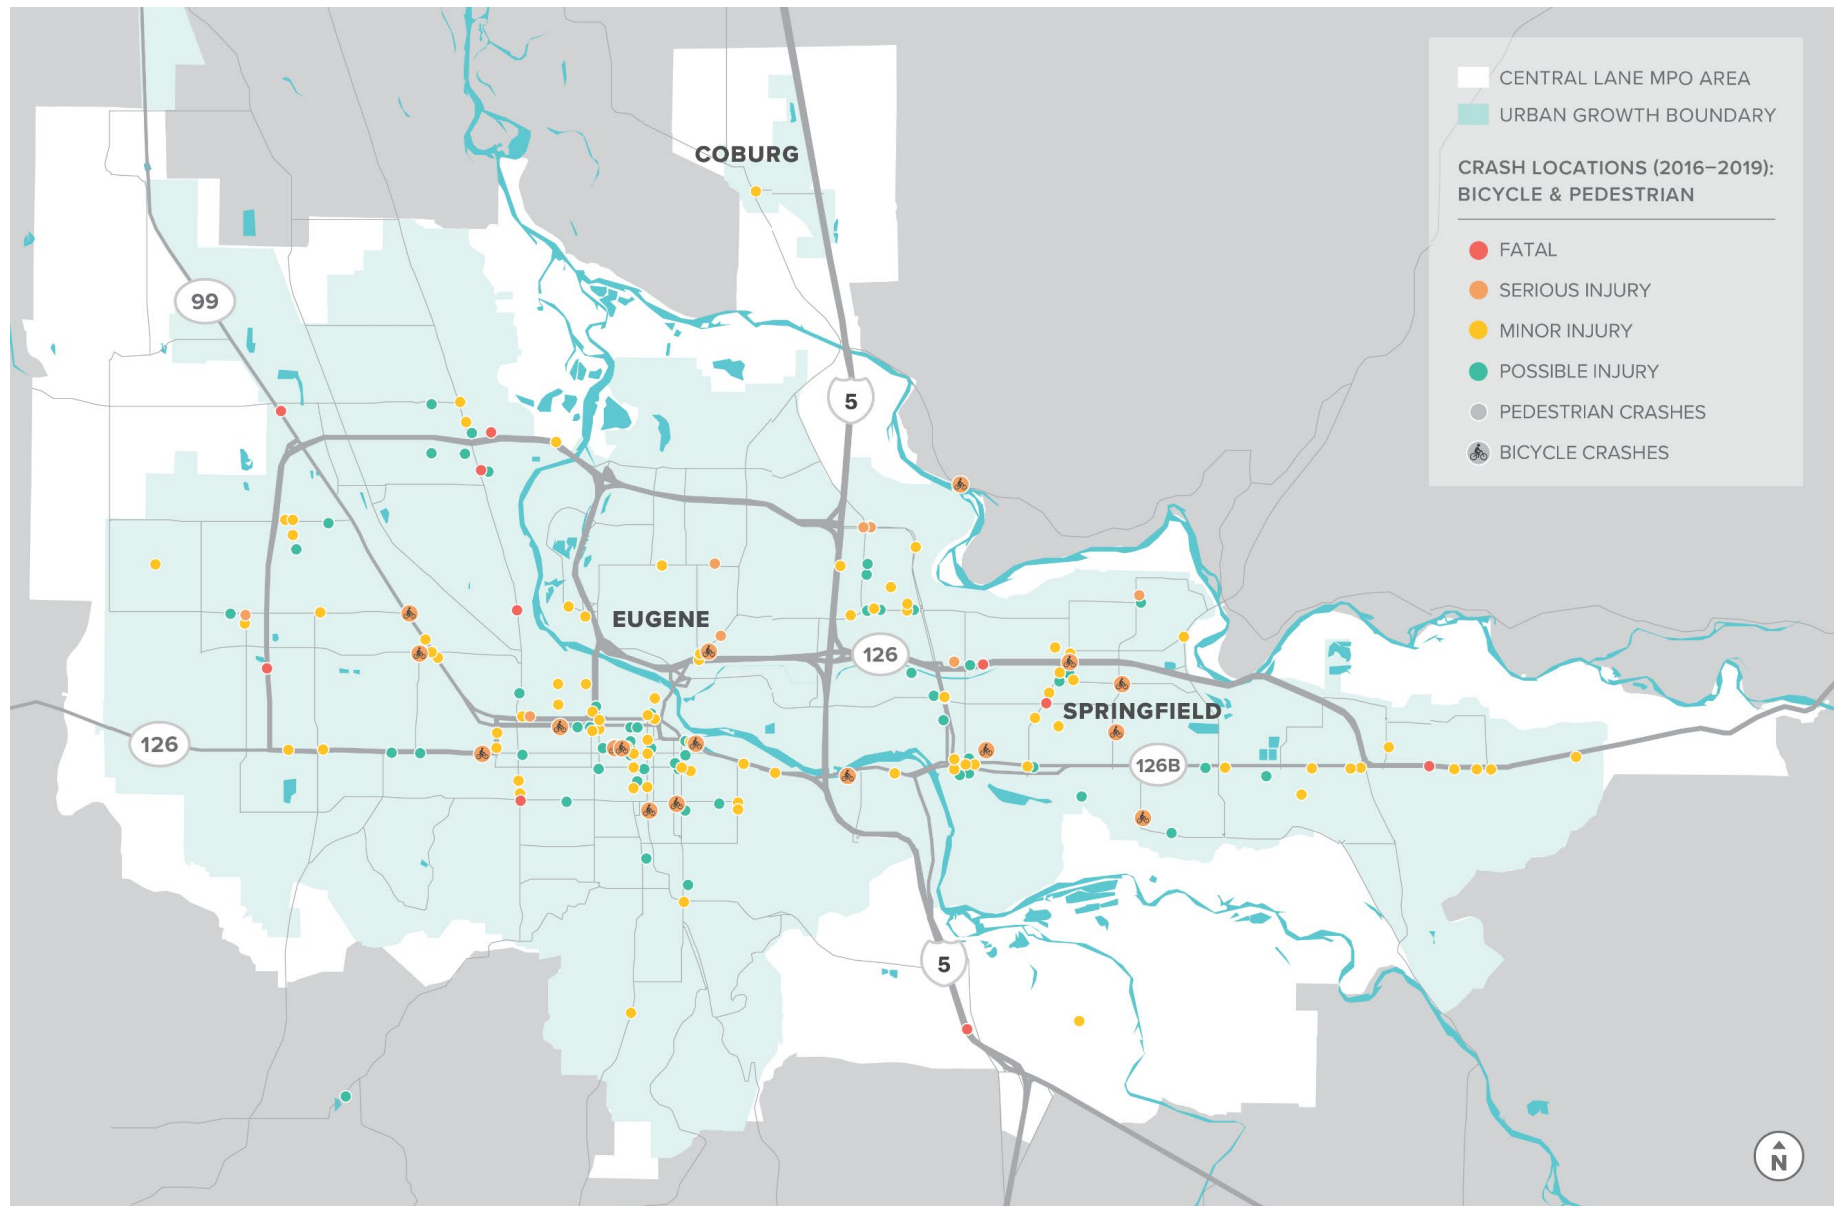 CENTRAL LANE MPO AREA
URBAN GROWTH BOUNDARY
CRASH LOCATIONS (2016–2019):
BICYCLE & PEDESTRIAN
FATAL
SERIOUS INJURY
MINOR INJURY
POSSIBLE INJURY
PEDESTRIAN CRASHES
BICYCLE CRASHES
COBURG
99
5
EUGENE
126
SPRINGFIELD
126
126B
5
N